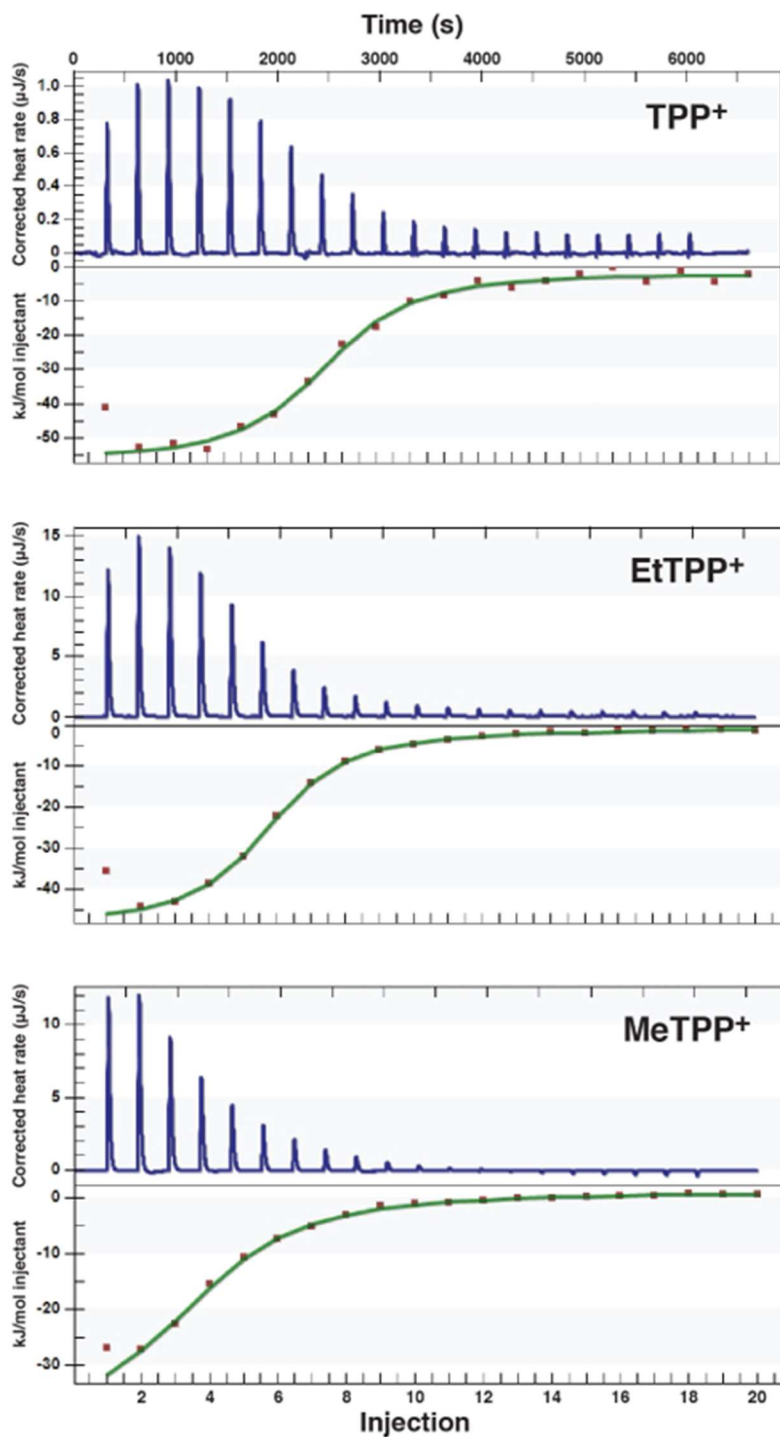 Time (s)
0 1000 2000 3000 4000 5000 6000
Corrected heat rate (µJ/s)
1.0
0.8
0.6
0.4
0.2
0
TPP+
kJ/mol injectant
0
-10
-20
-30
-40
-50
Corrected heat rate (µJ/s)
15
10
5
0
EtTPP+
kJ/mol injectant
0
-10
-20
-30
-40
Corrected heat rate (µJ/s)
10
5
0
MeTPP+
kJ/mol injectant
0
-10
-20
-30
2 4 6 8 10 12 14 16 18 20
Injection